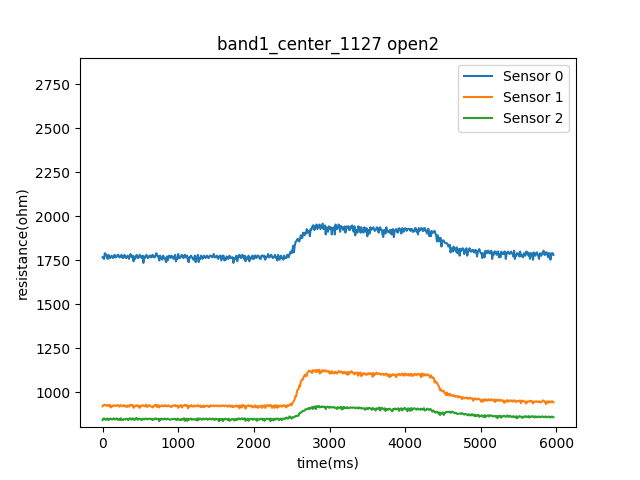 band1_center_1127 open2
Sensor 0
Sensor 1
Sensor 2
resistance(ohm)
2750
2500
2250
2000
1750
1500
1250
1000
0 1000 2000 3000 4000 5000 6000
time(ms)